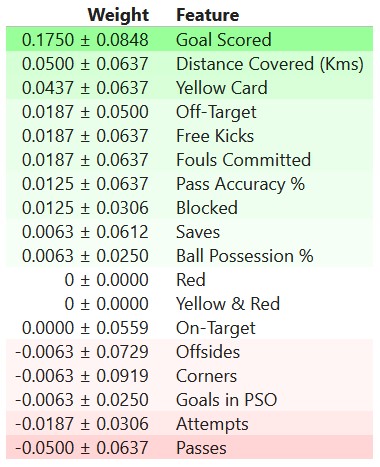 Weight Feature
0.1750 ± 0.0848 Goal Scored
0.0500 ± 0.0637 Distance Covered (Kms)
0.0437 ± 0.0637 Yellow Card
0.0187 ± 0.0500 Off-Target
0.0187 ± 0.0637 Free Kicks
0.0187 ± 0.0637 Fouls Committed
0.0125 ± 0.0637 Pass Accuracy %
0.0125 ± 0.0306 Blocked
0.0063 ± 0.0612 Saves
0.0063 ± 0.0250 Ball Possession %
0 ± 0.0000 Red
0 ± 0.0000 Yellow & Red
0.0000 ± 0.0559 On-Target
-0.0063 ± 0.0729 Offsides
-0.0063 ± 0.0919 Corners
-0.0063 ± 0.0250 Goals in PSO
-0.0187 ± 0.0306 Attempts
-0.0500 ± 0.0637 Passes